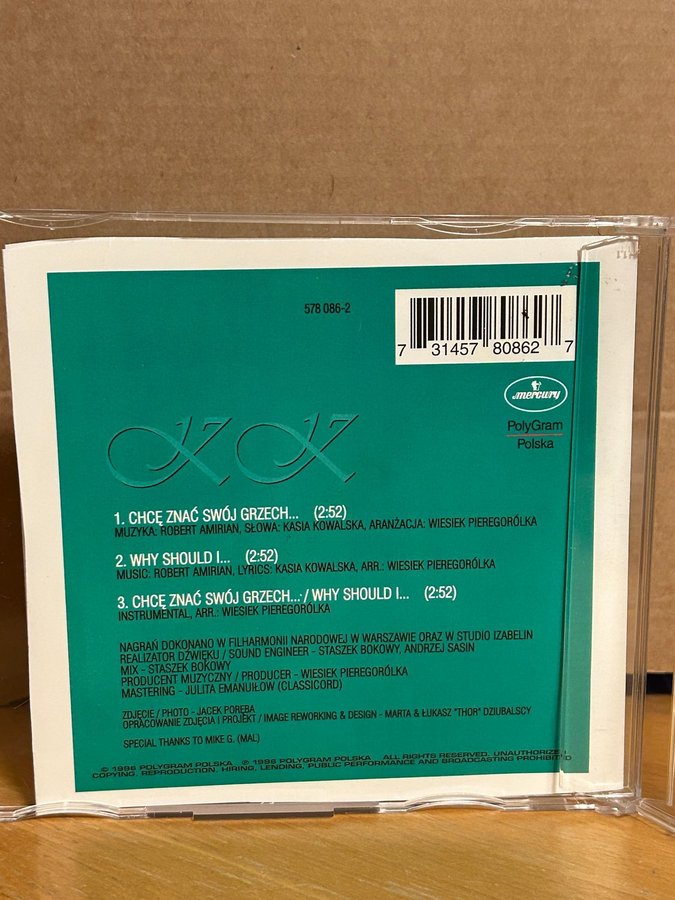 578 086-2
7 31457 80862 7
mercury
PolyGram
Polska
KK
1. CHCĘ ZNAĆ SWÓJ GRZECH... (2:52)
MUZYKA: ROBERT AMIRIAN, SŁOWA: KASIA KOWALSKA, ARANŻACJA: WIESIEK PIEREGORÓLKA
2. WHY SHOULD I... (2:52)
MUSIC: ROBERT AMIRIAN, LYRICS: KASIA KOWALSKA, ARR.: WIESIEK PIEREGORÓLKA
3. CHCĘ ZNAĆ SWÓJ GRZECH... / WHY SHOULD I... (2:52)
INSTRUMENTAL, ARR.: WIESIEK PIEREGORÓLKA
NAGRAŃ DOKONANO W FILHARMONII NARODOWEJ W WARSZAWIE ORAZ W STUDIO IZABELIN
REALIZATOR DŹWIĘKU / SOUND ENGINEER - STASZEK BOKOWY, ANDRZEJ SASIN
MIX - STASZEK BOKOWY
PRODUCENT MUZYCZNY / PRODUCER - WIESIEK PIEREGORÓLKA
MASTERING - JULITA EMANUIŁOW (CLASSICORD)
ZDJĘCIE / PHOTO - JACEK PORĘBA
OPRACOWANIE ZDJĘCIA I PROJEKT / IMAGE REWORKING & DESIGN - MARTA & ŁUKASZ "THOR" DZIUBALSCY
SPECIAL THANKS TO MIKE G. (MAL)
© 1996 POLYGRAM POLSKA ℗ 1996 POLYGRAM POLSKA ALL RIGHTS RESERVED. UNAUTHORIZED
COPYING, REPRODUCTION, HIRING, LENDING, PUBLIC PERFORMANCE AND BROADCASTING PROHIBITED